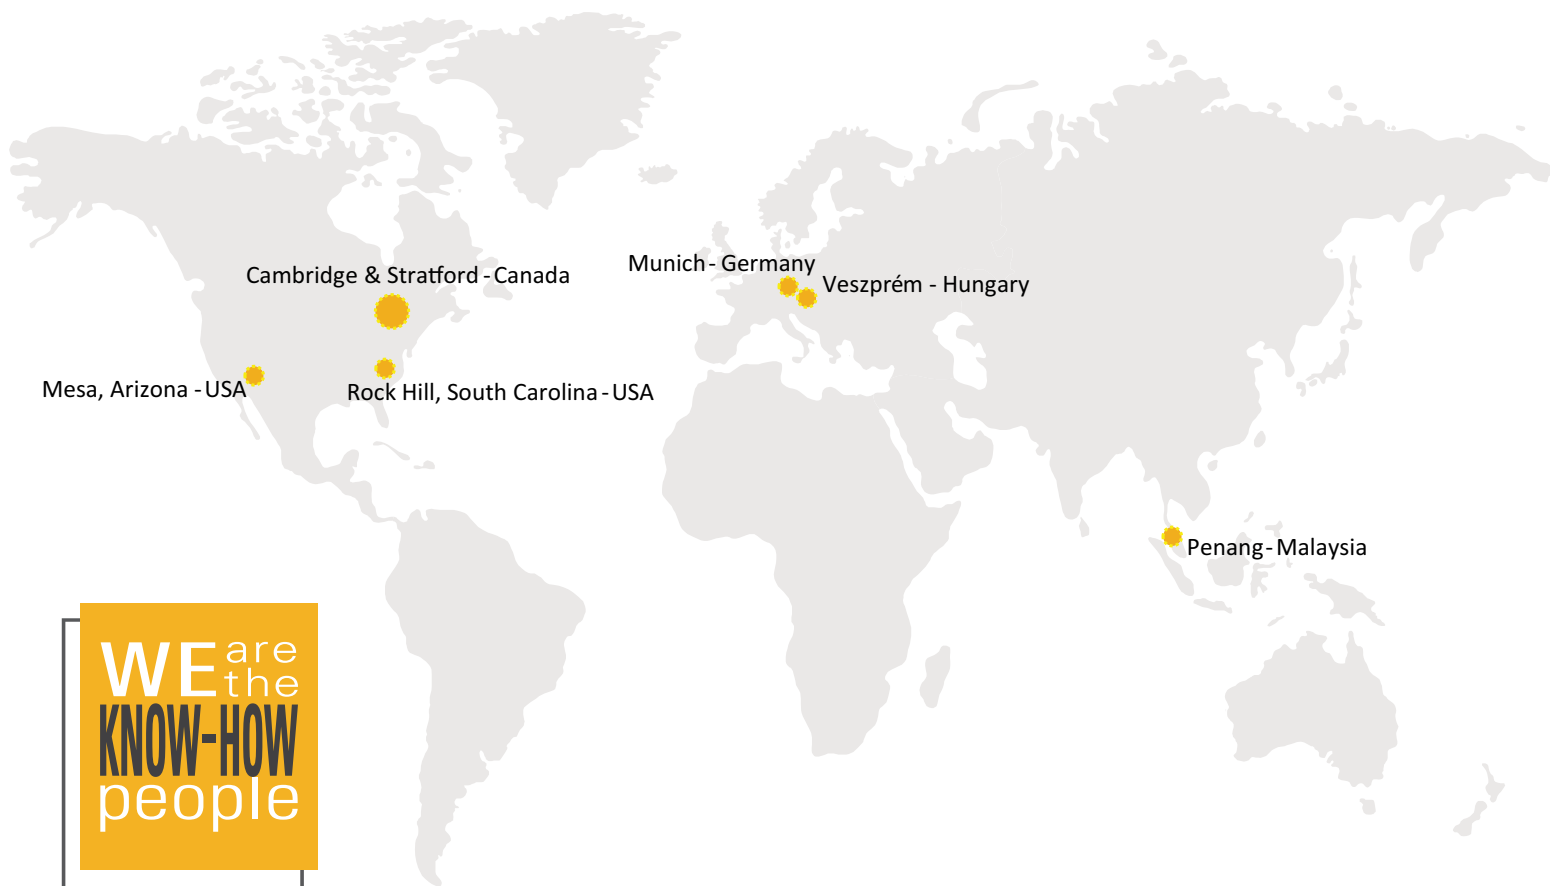 Munich - Germany
Cambridge & Stratford - Canada
Veszprém - Hungary
Mesa, Arizona - USA
Rock Hill, South Carolina - USA
Penang - Malaysia
WE are
the
KNOW-HOW
people